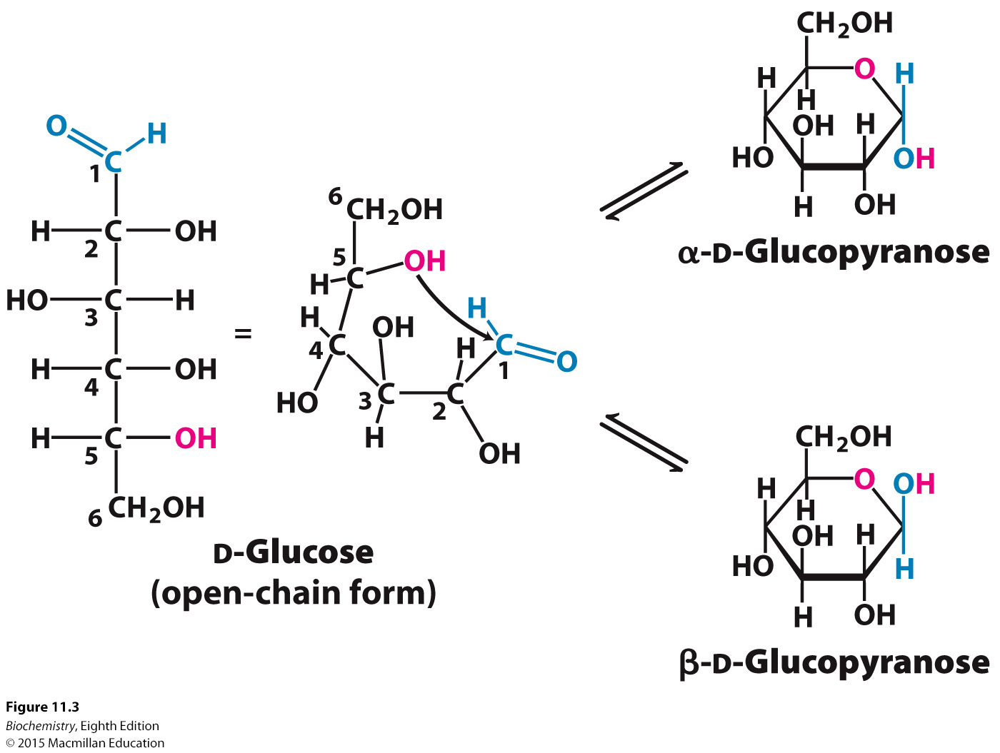 O
H
C
1
H
C
OH
2
HO
C
H
3
H
C
OH
4
H
C
OH
5
6
CH2OH
=
6
CH2OH
5
OH
H
C
H
H
OH
4
C
H
C
O
1
HO
3
C
2
C
H
OH
D-Glucose
(open-chain form)
CH2OH
H
O
H
H
OH
H
HO
OH
H
OH
α-D-Glucopyranose
CH2OH
H
O
OH
H
OH
H
HO
H
H
OH
β-D-Glucopyranose
Figure 11.3
Biochemistry, Eighth Edition
© 2015 Macmillan Education